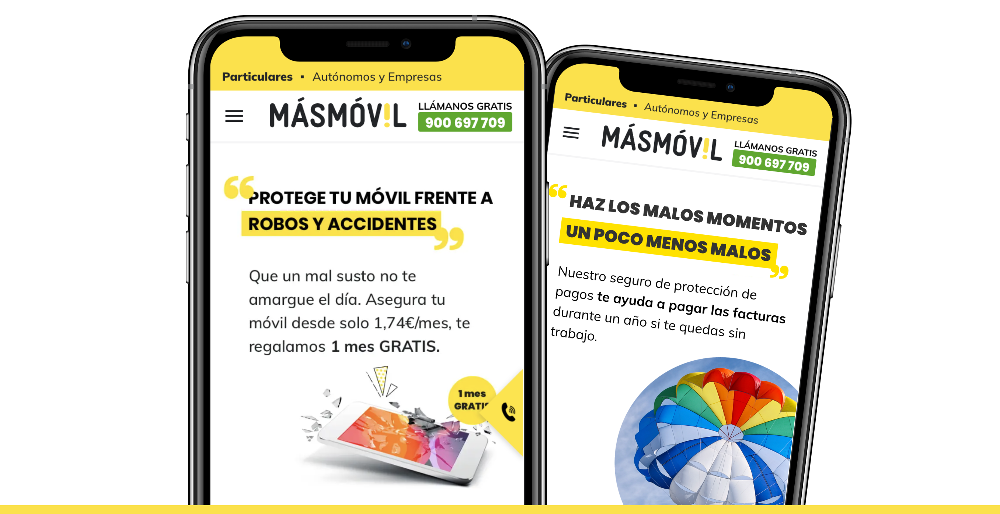 Particulares ▪ Autónomos y Empresas
MÁSMÓV!L
LLÁMANOS GRATIS
900 697 709
“PROTEGE TU MÓVIL FRENTE A
ROBOS Y ACCIDENTES”
Que un mal susto no te
amargue el día. Asegura tu
móvil desde solo 1,74€/mes, te
regalamos 1 mes GRATIS.
1 mes
GRATIS
Particulares ▪ Autónomos y Empresas
MÁSMÓV!L
LLÁMANOS GRATIS
900 697 709
“HAZ LOS MALOS MOMENTOS
UN POCO MENOS MALOS”
Nuestro seguro de protección de
pagos te ayuda a pagar las facturas
durante un año si te quedas sin
trabajo.